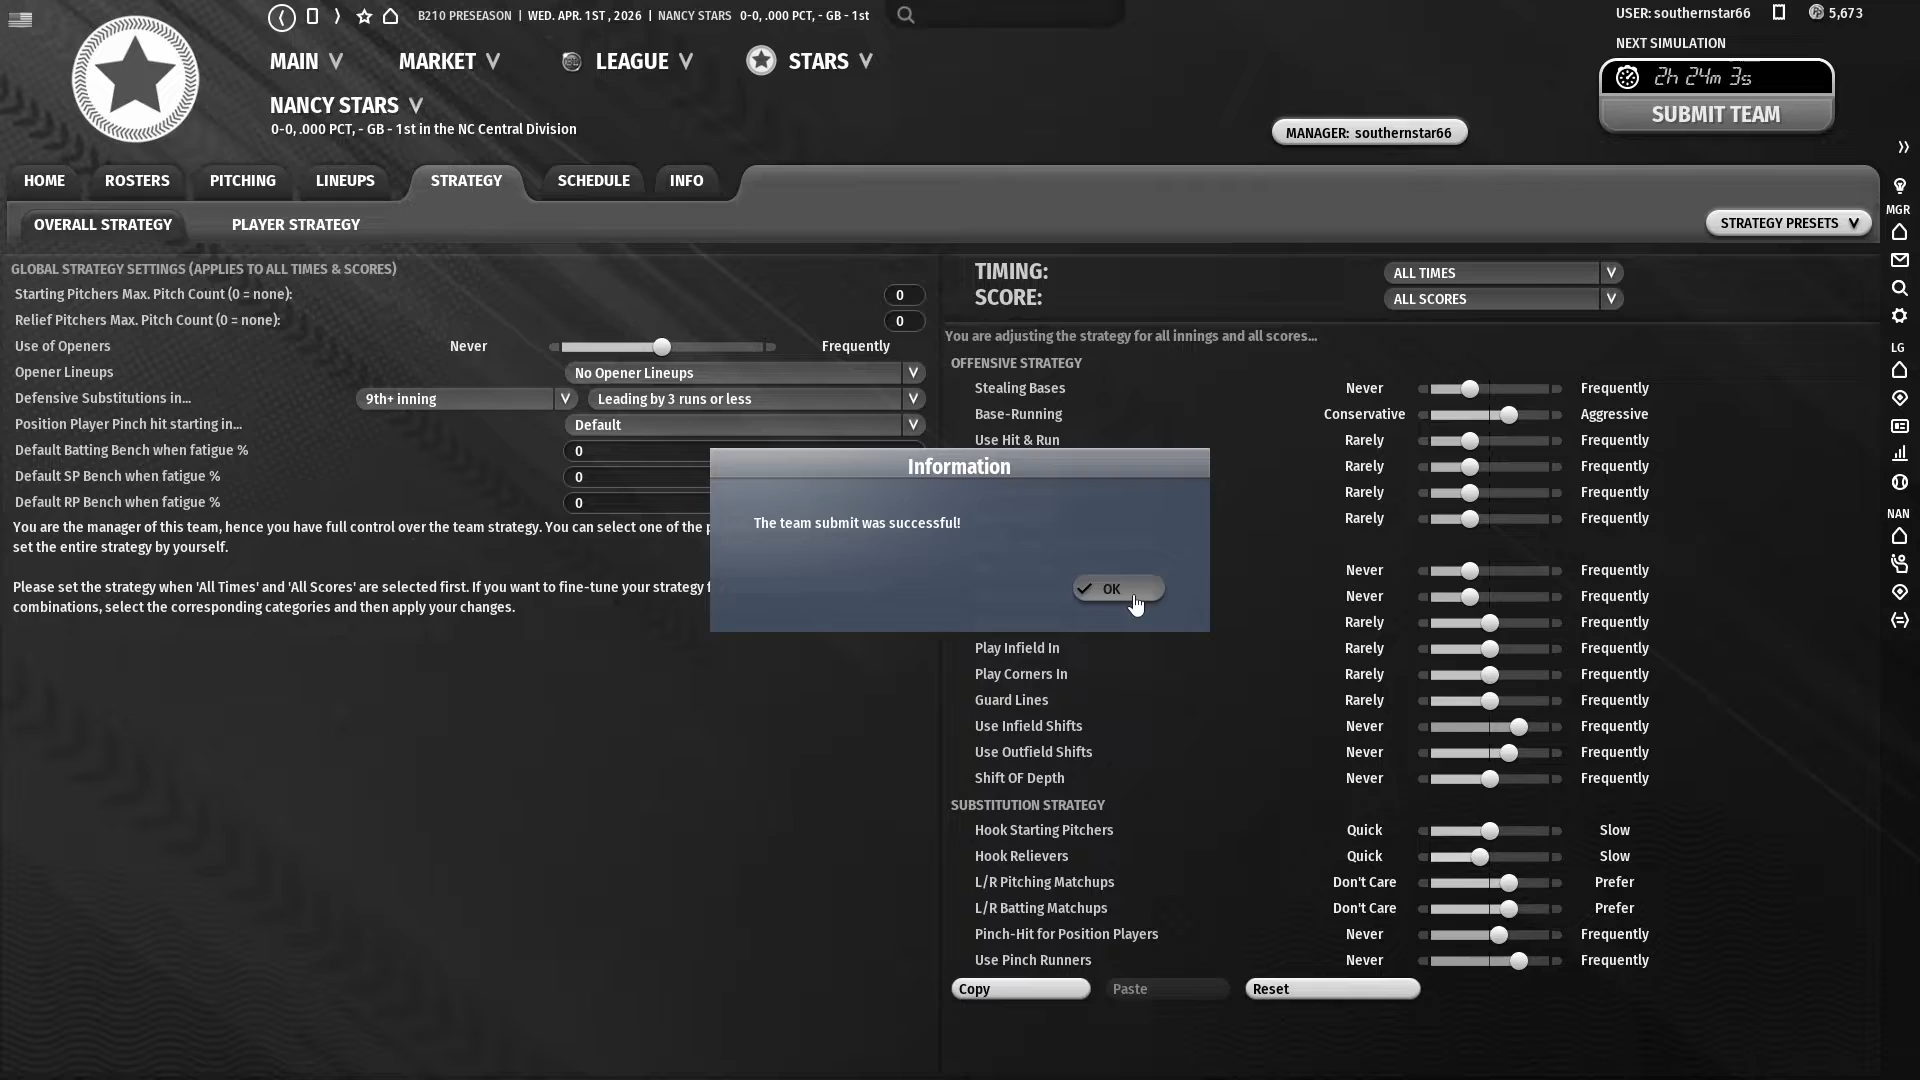 B210 PRESEASON | WED. APR. 1ST , 2026 | NANCY STARS 0-0, .000 PCT, - GB - 1st
USER: southernstar66 5,673
NEXT SIMULATION
2h 24m 3s
SUBMIT TEAM
MAIN MARKET LEAGUE STARS
NANCY STARS
0-0, .000 PCT, - GB - 1st in the NC Central Division
MANAGER: southernstar66
HOME ROSTERS PITCHING LINEUPS STRATEGY SCHEDULE INFO
OVERALL STRATEGY PLAYER STRATEGY STRATEGY PRESETS
GLOBAL STRATEGY SETTINGS (APPLIES TO ALL TIMES & SCORES)
Starting Pitchers Max. Pitch Count (0 = none): 0
Relief Pitchers Max. Pitch Count (0 = none): 0
Use of Openers Never Frequently
Opener Lineups No Opener Lineups
Defensive Substitutions in... 9th+ inning Leading by 3 runs or less
Position Player Pinch hit starting in... Default
Default Batting Bench when fatigue % 0
Default SP Bench when fatigue % 0
Default RP Bench when fatigue % 0
You are the manager of this team, hence you have full control over the team strategy. You can select one of the
set the entire strategy by yourself.
Please set the strategy when 'All Times' and 'All Scores' are selected first. If you want to fine-tune your strategy
combinations, select the corresponding categories and then apply your changes.
Information
The team submit was successful!
OK
TIMING: ALL TIMES
SCORE: ALL SCORES
You are adjusting the strategy for all innings and all scores...
OFFENSIVE STRATEGY
Stealing Bases Never Frequently
Base-Running Conservative Aggressive
Use Hit & Run Rarely Frequently
Rarely Frequently
Rarely Frequently
Rarely Frequently
Never Frequently
Never Frequently
Rarely Frequently
Play Infield In Rarely Frequently
Play Corners In Rarely Frequently
Guard Lines Rarely Frequently
Use Infield Shifts Never Frequently
Use Outfield Shifts Never Frequently
Shift OF Depth Never Frequently
SUBSTITUTION STRATEGY
Hook Starting Pitchers Quick Slow
Hook Relievers Quick Slow
L/R Pitching Matchups Don't Care Prefer
L/R Batting Matchups Don't Care Prefer
Pinch-Hit for Position Players Never Frequently
Use Pinch Runners Never Frequently
Copy Paste Reset
MGR
LG
NAN